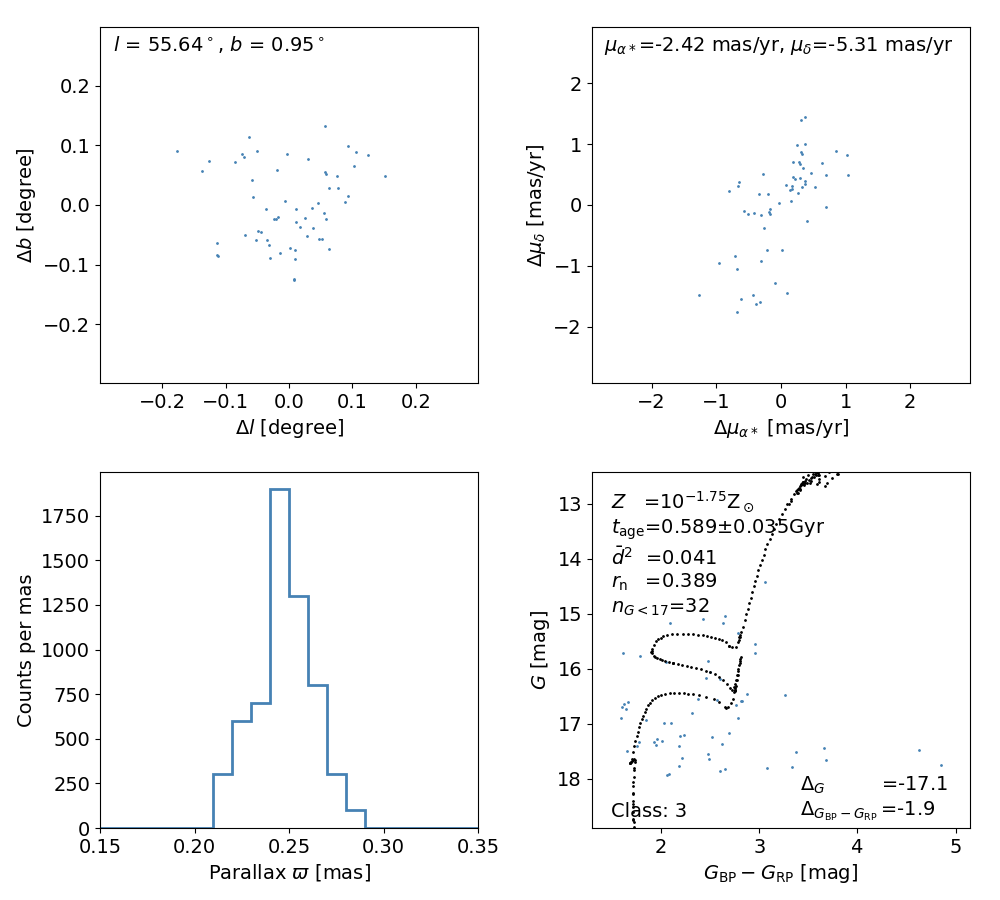 l = 55.64°, b = 0.95°
0.2
0.1
0.0
−0.1
−0.2
Δb [degree]
−0.2 −0.1 0.0 0.1 0.2
Δl [degree]
μα*=-2.42 mas/yr, μδ=-5.31 mas/yr
2
1
0
−1
−2
Δμδ [mas/yr]
−2 −1 0 1 2
Δμα* [mas/yr]
1750
1500
1250
1000
750
500
250
0
Counts per mas
0.15 0.20 0.25 0.30 0.35
Parallax ϖ [mas]
Z =10^−1.75 Z⊙
tage=0.589±0.035Gyr
d̄² =0.041
rn =0.389
nG<17=32
13
14
15
16
17
18
G [mag]
ΔG =-17.1
Class: 3
ΔGBP−GRP =-1.9
2 3 4 5
GBP − GRP [mag]